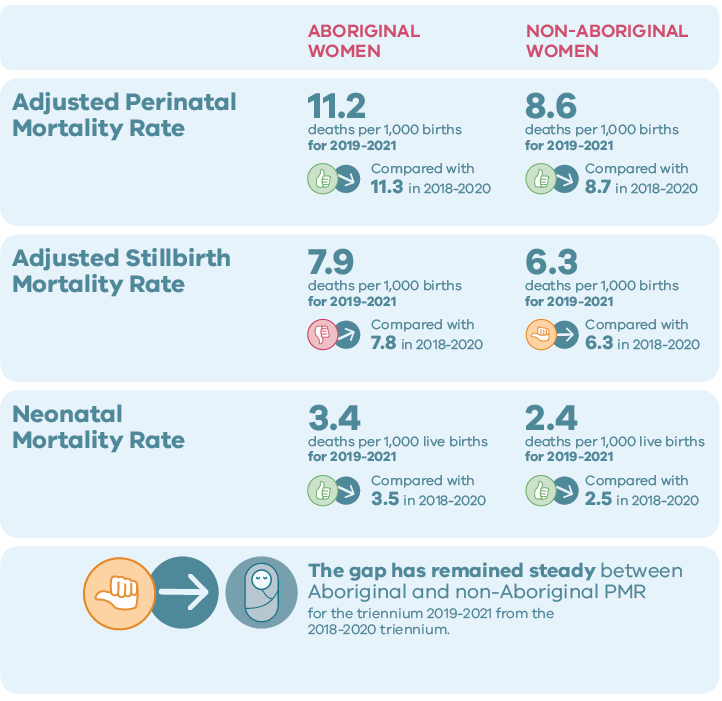 ABORIGINAL
WOMEN
NON-ABORIGINAL
WOMEN
Adjusted Perinatal
Mortality Rate
11.2
deaths per 1,000 births
for 2019-2021
Compared with
11.3 in 2018-2020
8.6
deaths per 1,000 births
for 2019-2021
Compared with
8.7 in 2018-2020
Adjusted Stillbirth
Mortality Rate
7.9
deaths per 1,000 births
for 2019-2021
Compared with
7.8 in 2018-2020
6.3
deaths per 1,000 births
for 2019-2021
Compared with
6.3 in 2018-2020
Neonatal
Mortality Rate
3.4
deaths per 1,000 live births
for 2019-2021
Compared with
3.5 in 2018-2020
2.4
deaths per 1,000 live births
for 2019-2021
Compared with
2.5 in 2018-2020
The gap has remained steady between
Aboriginal and non-Aboriginal PMR
for the triennium 2019-2021 from the
2018-2020 triennium.